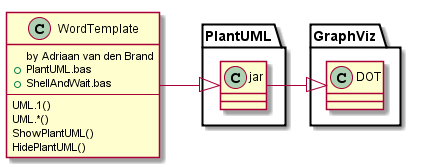 C WordTemplate
by Adriaan van den Brand
PlantUML.bas
ShellAndWait.bas
UML.1()
UML.*()
ShowPlantUML()
HidePlantUML()
PlantUML
C jar
GraphViz
C DOT